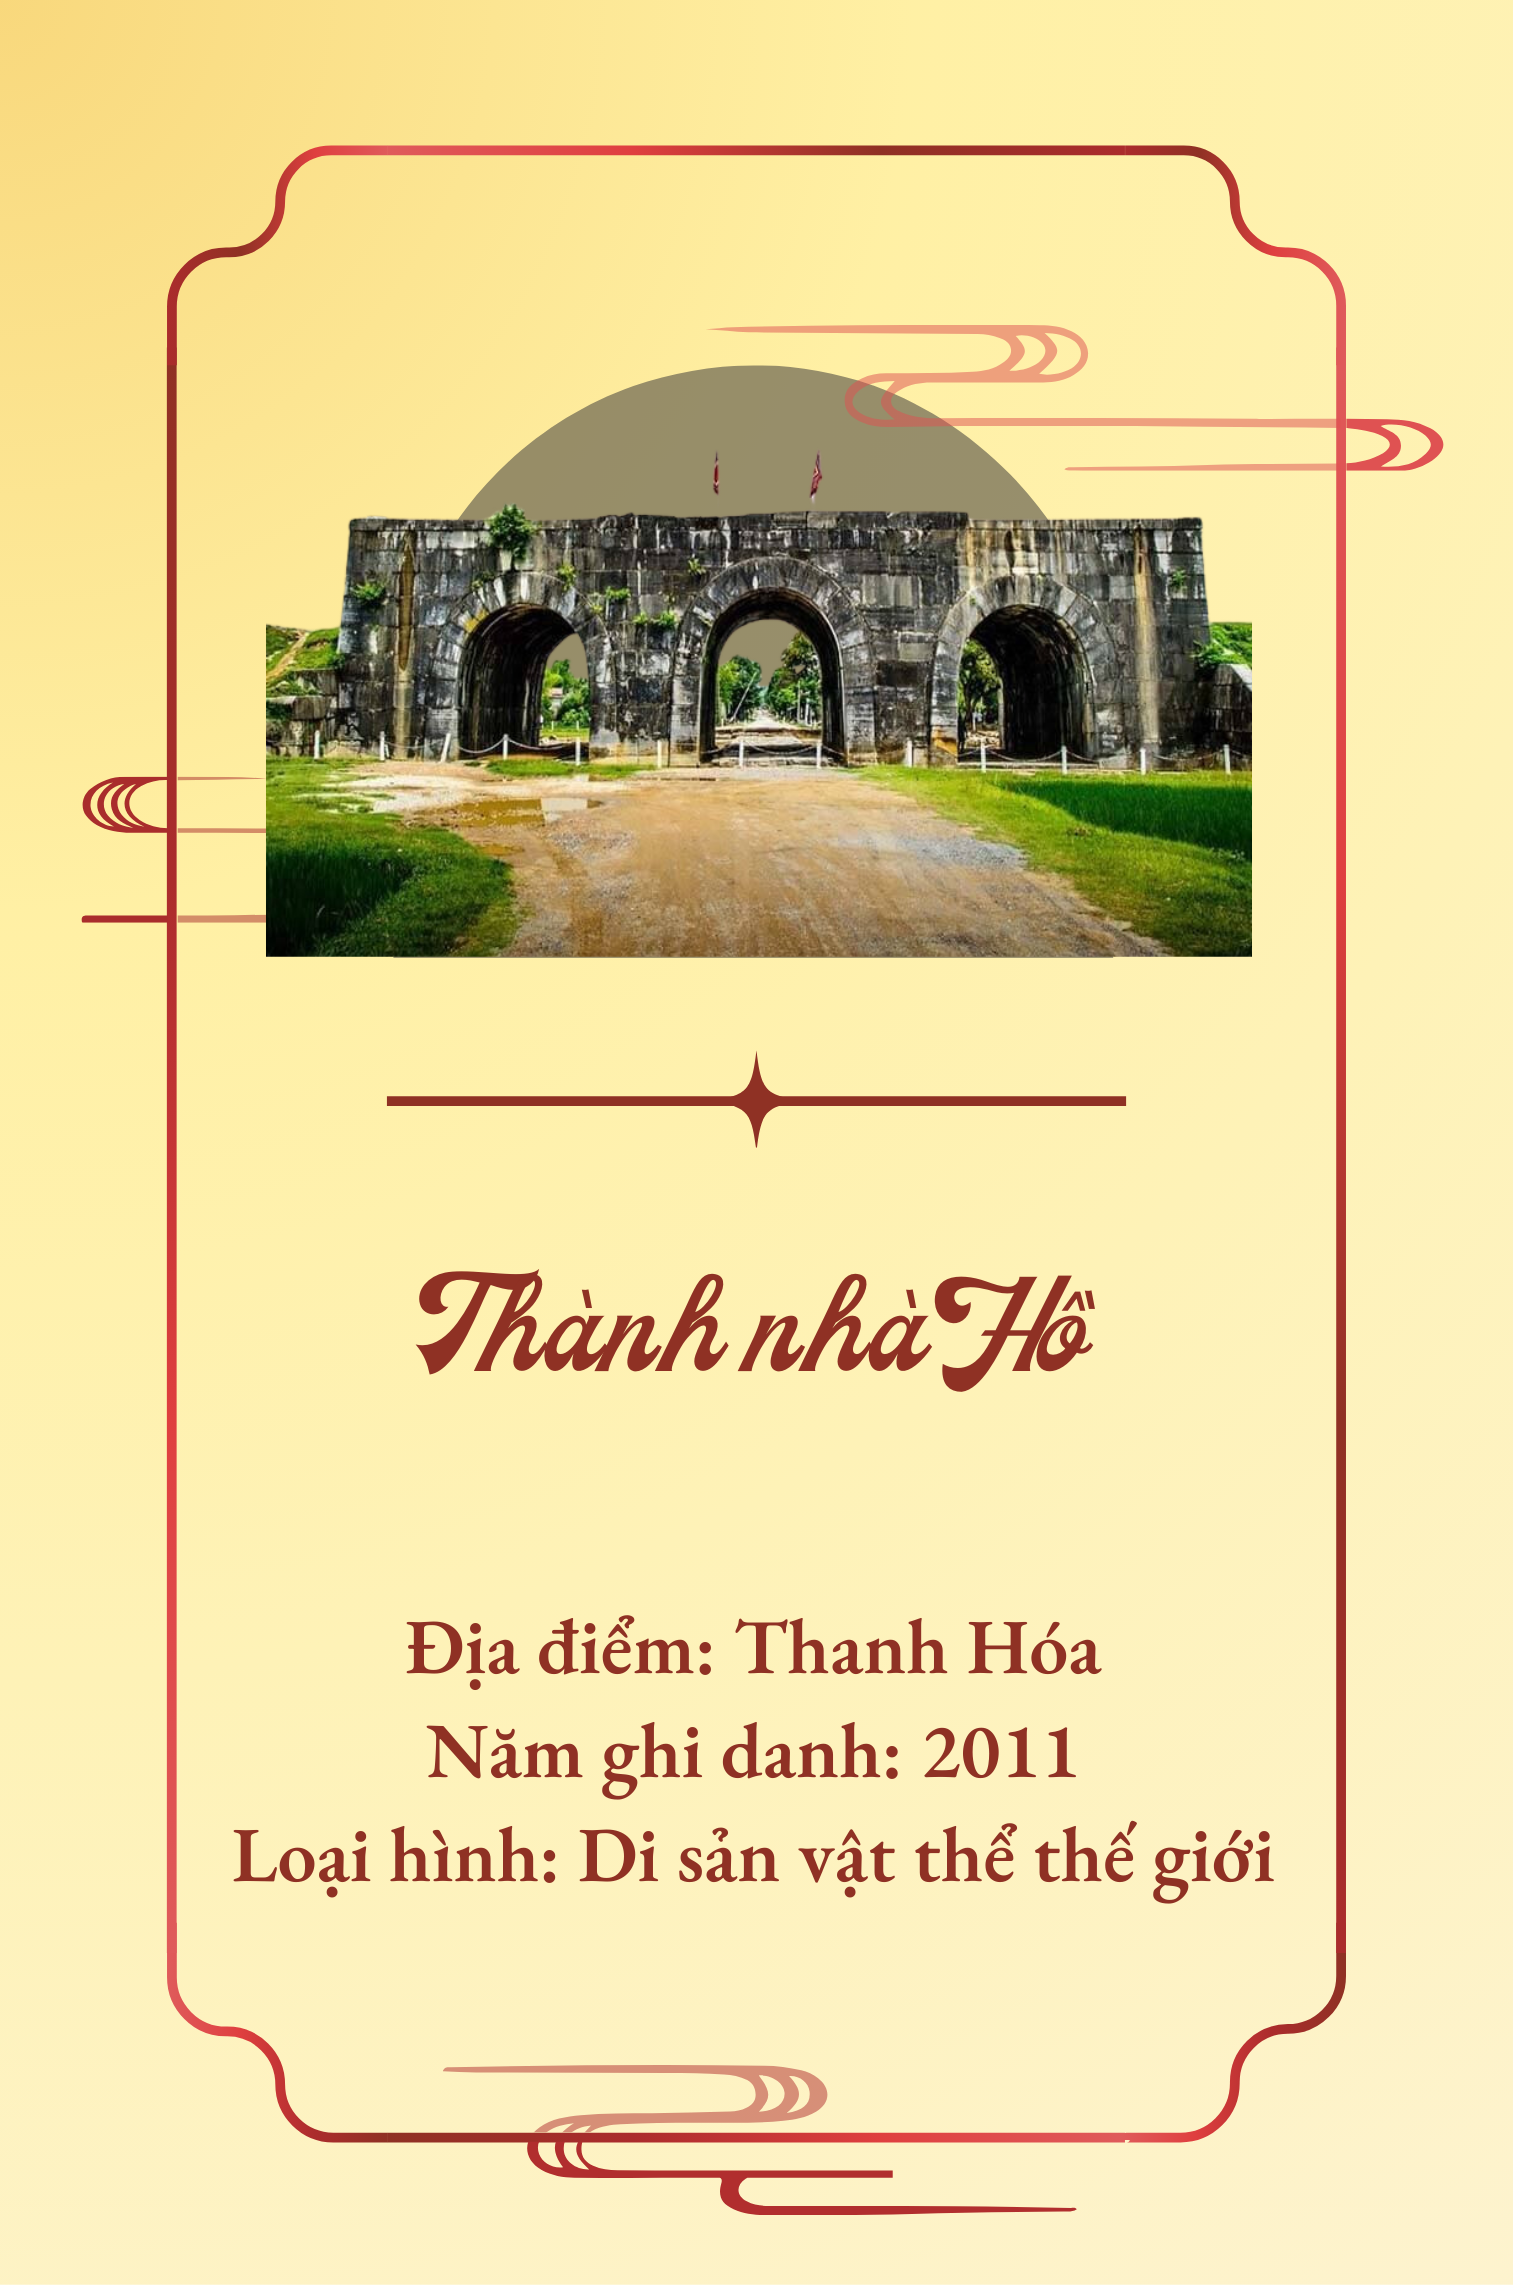 Thành nhà Hồ
Địa điểm: Thanh Hóa
Năm ghi danh: 2011
Loại hình: Di sản vật thể thế giới